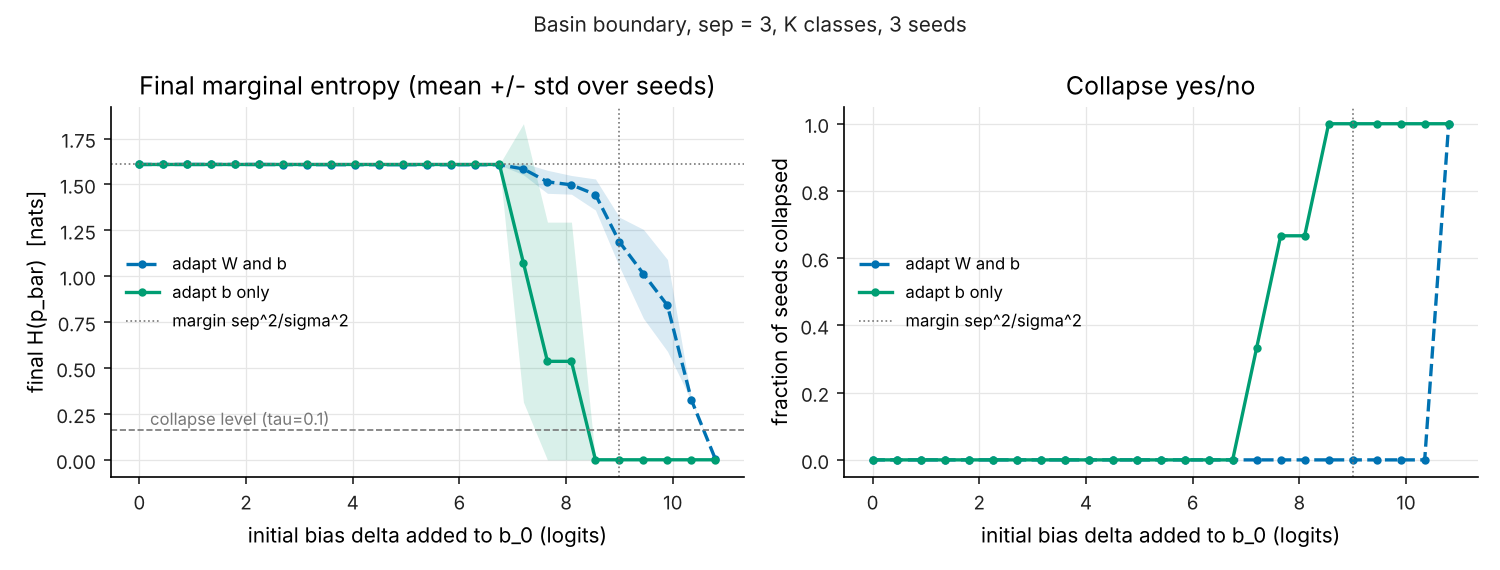 Basin boundary, sep = 3, K classes, 3 seeds
Final marginal entropy (mean +/- std over seeds)
final H(p_bar) [nats]
1.75
1.50
1.25
1.00
0.75
0.50
0.25
0.00
adapt W and b
adapt b only
margin sep^2/sigma^2
collapse level (tau=0.1)
0 2 4 6 8 10
initial bias delta added to b_0 (logits)
Collapse yes/no
fraction of seeds collapsed
1.0
0.8
0.6
0.4
0.2
0.0
adapt W and b
adapt b only
margin sep^2/sigma^2
0 2 4 6 8 10
initial bias delta added to b_0 (logits)